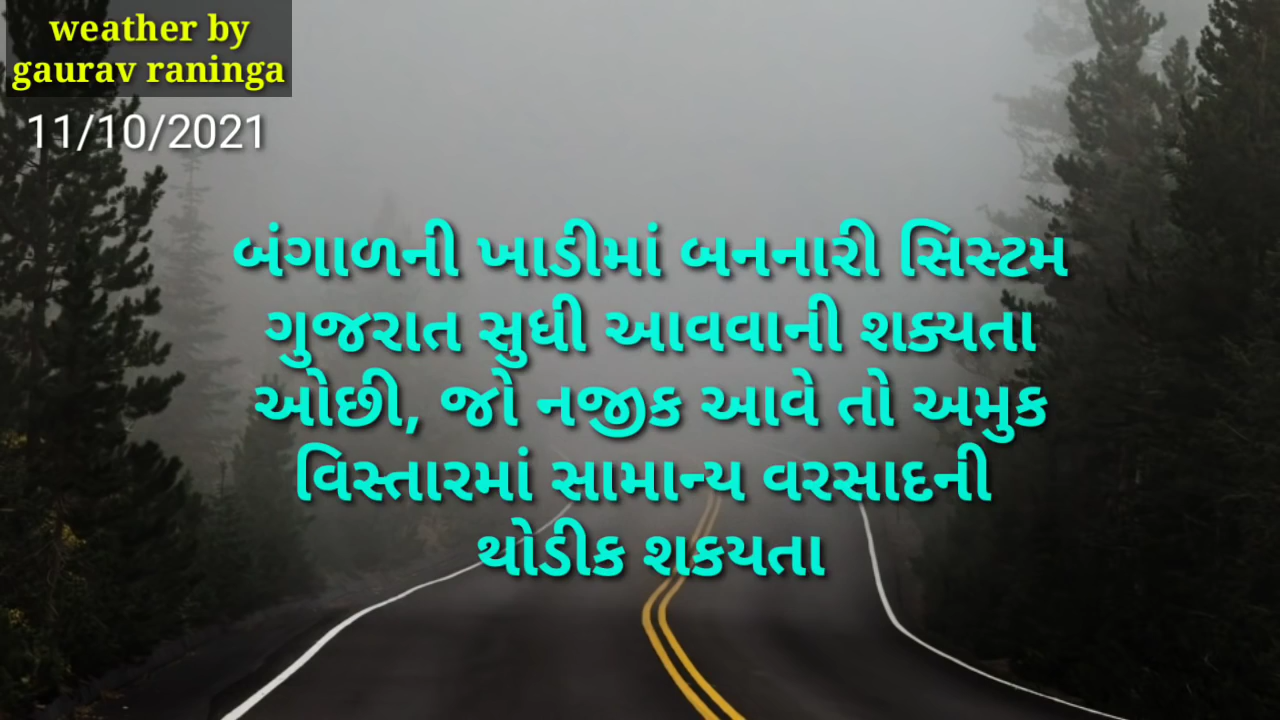 weather by
gaurav raninga
11/10/2021
બંગાળની ખાડીમાં બનનારી સિસ્ટમ
ગુજરાત સુધી આવવાની શક્યતા
ઓછી, જો નજીક આવે તો અમુક
વિસ્તારમાં સામાન્ય વરસાદની
થોડીક શકયતા